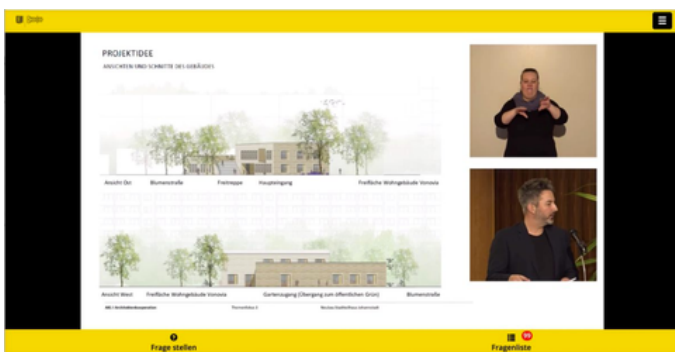 PROJEKTIDEE
ANSICHTEN UND SCHNITTE DES GEBÄUDES
Ansicht Ost Blumenstraße Freitreppe Haupteingang Freifläche Wohngebäude Vonovia
Ansicht West Freifläche Wohngebäude Vonovia Gartenzugang (Übergang zum öffentlichen Grün) Blumenstraße
99
Frage stellen Fragenliste